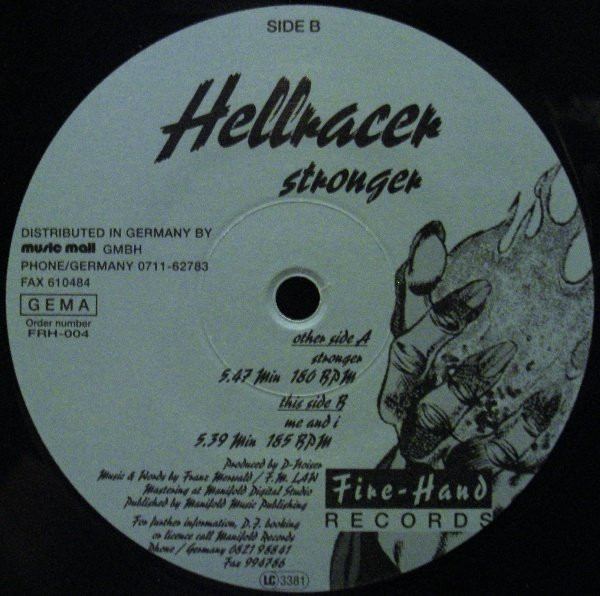 SIDE B
Hellracer
stronger
DISTRIBUTED IN GERMANY BY
music mall GMBH
PHONE/GERMANY 0711-62783
FAX 610484
GEMA
Order number
FRH-004
other side A
stronger
5.47 Min 180 BPM
this side B
me and i
5.39 Min 185 BPM
Produced by D-Noiser
Music & Words by Franz Merwald / F.M. LAW
Mastering at Manifold Digital Studio
Published by Manifold Music Publishing
For further information, D.J. booking
or licence call Manifold Records
Phone / Germany 0821 98841
Fax 994786
Fire-Hand
RECORDS
LC 3381